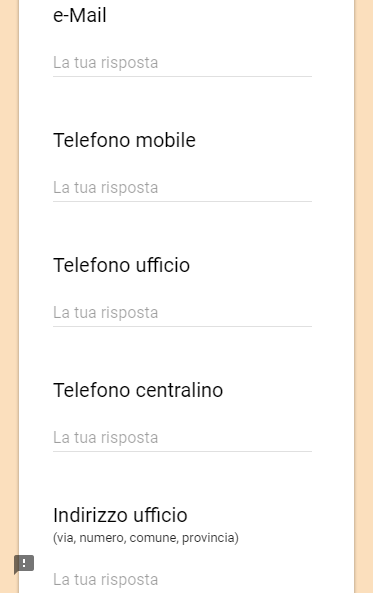 e-Mail
La tua risposta
Telefono mobile
La tua risposta
Telefono ufficio
La tua risposta
Telefono centralino
La tua risposta
Indirizzo ufficio
(via, numero, comune, provincia)
La tua risposta